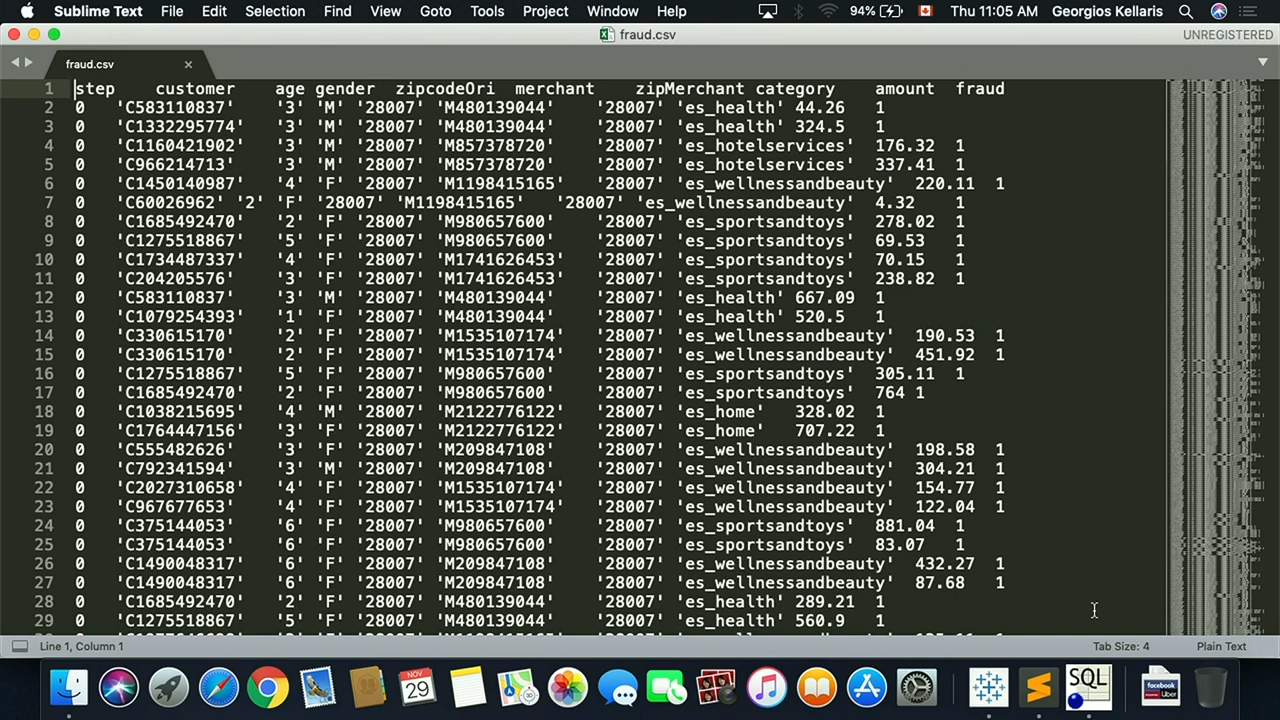 Sublime Text File Edit Selection Find View Goto Tools Project Window Help 94% Thu 11:05 AM Georgios Kellaris
fraud.csv UNREGISTERED
fraud.csv ×
1 step customer age gender zipcodeOri merchant zipMerchant category amount fraud
2 0 'C583110837' '3' 'M' '28007' 'M480139044' '28007' 'es_health' 44.26 1
3 0 'C1332295774' '3' 'M' '28007' 'M480139044' '28007' 'es_health' 324.5 1
4 0 'C1160421902' '3' 'M' '28007' 'M857378720' '28007' 'es_hotelservices' 176.32 1
5 0 'C966214713' '3' 'M' '28007' 'M857378720' '28007' 'es_hotelservices' 337.41 1
6 0 'C1450140987' '4' 'F' '28007' 'M1198415165' '28007' 'es_wellnessandbeauty' 220.11 1
7 0 'C60026962' '2' 'F' '28007' 'M1198415165' '28007' 'es_wellnessandbeauty' 4.32 1
8 0 'C1685492470' '2' 'F' '28007' 'M980657600' '28007' 'es_sportsandtoys' 278.02 1
9 0 'C1275518867' '5' 'F' '28007' 'M980657600' '28007' 'es_sportsandtoys' 69.53 1
10 0 'C1734487337' '4' 'F' '28007' 'M1741626453' '28007' 'es_sportsandtoys' 70.15 1
11 0 'C204205576' '3' 'F' '28007' 'M1741626453' '28007' 'es_sportsandtoys' 238.82 1
12 0 'C583110837' '3' 'M' '28007' 'M480139044' '28007' 'es_health' 667.09 1
13 0 'C1079254393' '1' 'F' '28007' 'M480139044' '28007' 'es_health' 520.5 1
14 0 'C330615170' '2' 'F' '28007' 'M1535107174' '28007' 'es_wellnessandbeauty' 190.53 1
15 0 'C330615170' '2' 'F' '28007' 'M1535107174' '28007' 'es_wellnessandbeauty' 451.92 1
16 0 'C1275518867' '5' 'F' '28007' 'M980657600' '28007' 'es_sportsandtoys' 305.11 1
17 0 'C1685492470' '2' 'F' '28007' 'M980657600' '28007' 'es_sportsandtoys' 764 1
18 0 'C1038215695' '4' 'M' '28007' 'M2122776122' '28007' 'es_home' 328.02 1
19 0 'C1764447156' '3' 'F' '28007' 'M2122776122' '28007' 'es_home' 707.22 1
20 0 'C555482626' '3' 'F' '28007' 'M209847108' '28007' 'es_wellnessandbeauty' 198.58 1
21 0 'C792341594' '3' 'M' '28007' 'M209847108' '28007' 'es_wellnessandbeauty' 304.21 1
22 0 'C2027310658' '4' 'F' '28007' 'M1535107174' '28007' 'es_wellnessandbeauty' 154.77 1
23 0 'C967677653' '4' 'F' '28007' 'M1535107174' '28007' 'es_wellnessandbeauty' 122.04 1
24 0 'C375144053' '6' 'F' '28007' 'M980657600' '28007' 'es_sportsandtoys' 881.04 1
25 0 'C375144053' '6' 'F' '28007' 'M980657600' '28007' 'es_sportsandtoys' 83.07 1
26 0 'C1490048317' '6' 'F' '28007' 'M209847108' '28007' 'es_wellnessandbeauty' 432.27 1
27 0 'C1490048317' '6' 'F' '28007' 'M209847108' '28007' 'es_wellnessandbeauty' 87.68 1
28 0 'C1685492470' '2' 'F' '28007' 'M480139044' '28007' 'es_health' 289.21 1
29 0 'C1275518867' '5' 'F' '28007' 'M480139044' '28007' 'es_health' 560.9 1
Line 1, Column 1 Tab Size: 4 Plain Text
NOV
29
SQL
facebook
Uber